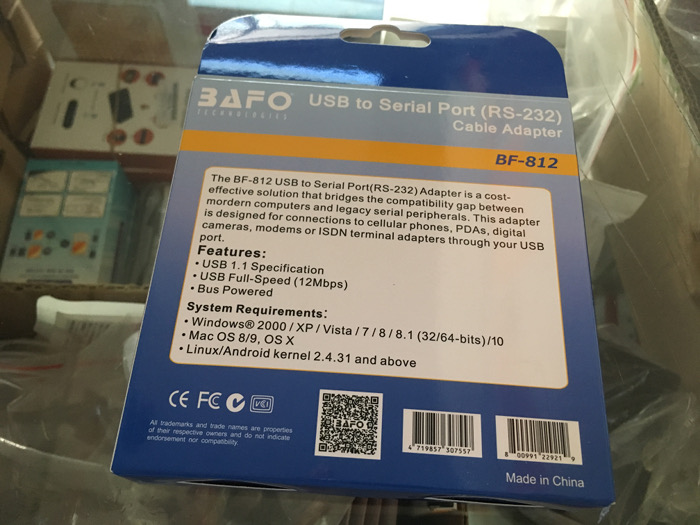 BAFO
TECHNOLOGIES
USB to Serial Port (RS-232)
Cable Adapter
BF-812
The BF-812 USB to Serial Port(RS-232) Adapter is a cost-
effective solution that bridges the compatibility gap between
mordern computers and legacy serial peripherals. This adapter
is designed for connections to cellular phones, PDAs, digital
cameras, modems or ISDN terminal adapters through your USB
port.
Features:
• USB 1.1 Specification
• USB Full-Speed (12Mbps)
• Bus Powered
System Requirements:
• Windows® 2000 / XP / Vista / 7 / 8 / 8.1 (32/64-bits) /10
• Mac OS 8/9, OS X
• Linux/Android kernel 2.4.31 and above
CE FC VCI
BAFO
All trademarks and trade names are properties
of their respective owners and do not indicate
endorsement nor compatibility.
4 719857 307557
8 00991 22921 9
Made in China